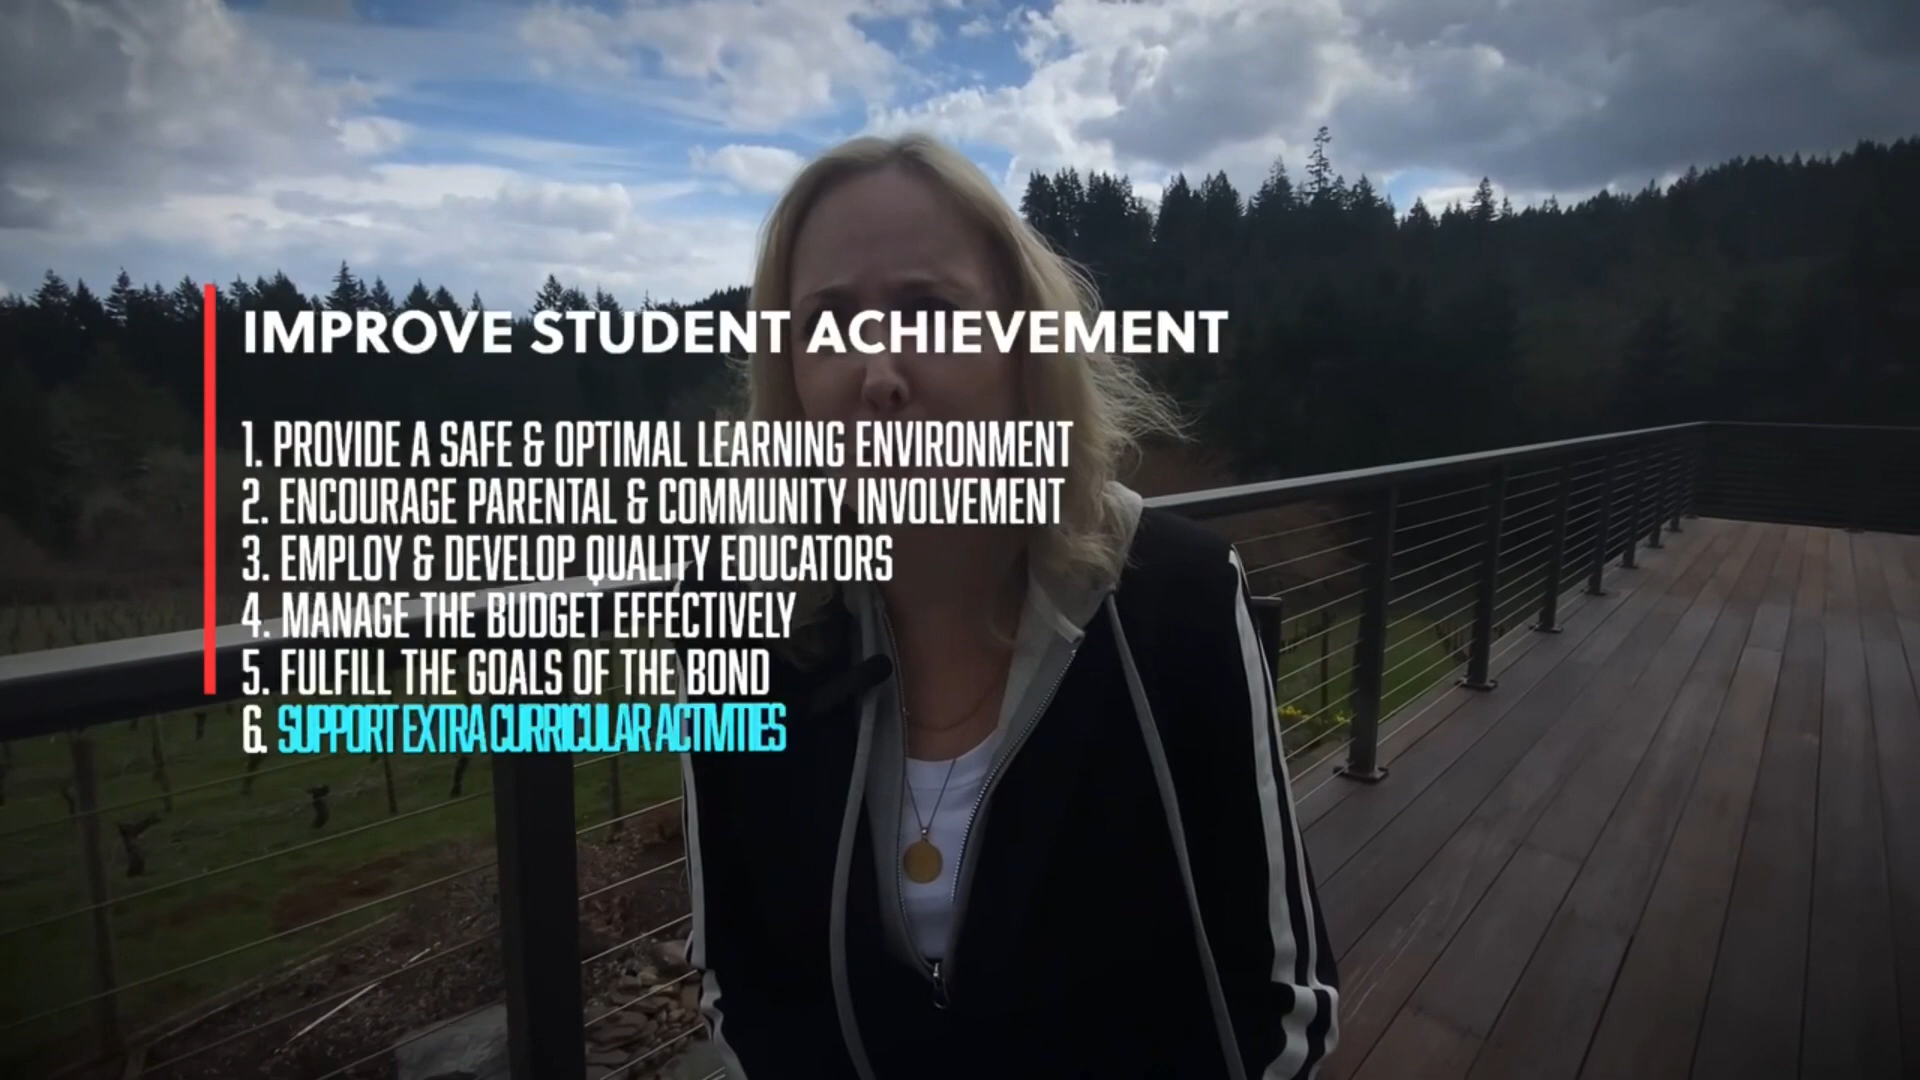 IMPROVE STUDENT ACHIEVEMENT
1. PROVIDE A SAFE & OPTIMAL LEARNING ENVIRONMENT
2. ENCOURAGE PARENTAL & COMMUNITY INVOLVEMENT
3. EMPLOY & DEVELOP QUALITY EDUCATORS
4. MANAGE THE BUDGET EFFECTIVELY
5. FULFILL THE GOALS OF THE BOND
6. SUPPORT EXTRA CURRICULAR ACTIVITIES